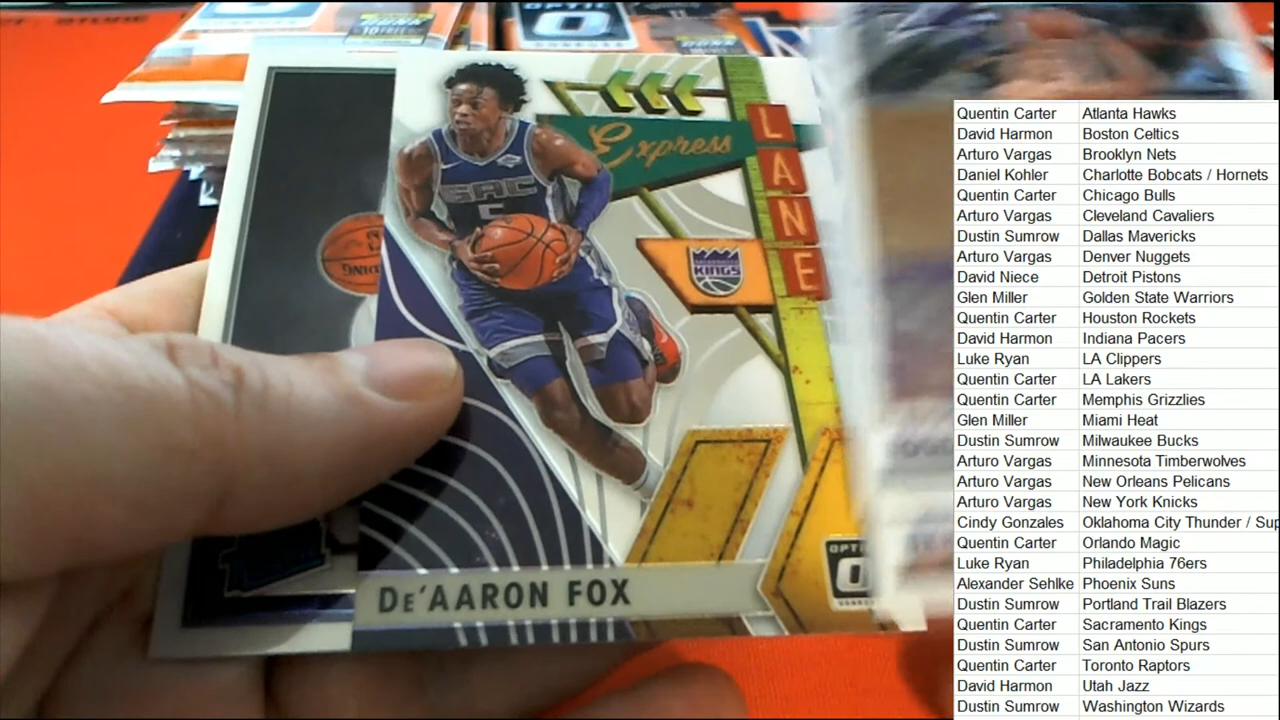 OPTIC
10 FREE
Express
LANE
KINGS
SAC
5
DE'AARON FOX
OPTIC
Quentin Carter Atlanta Hawks
David Harmon Boston Celtics
Arturo Vargas Brooklyn Nets
Daniel Kohler Charlotte Bobcats / Hornets
Quentin Carter Chicago Bulls
Arturo Vargas Cleveland Cavaliers
Dustin Sumrow Dallas Mavericks
Arturo Vargas Denver Nuggets
David Niece Detroit Pistons
Glen Miller Golden State Warriors
Quentin Carter Houston Rockets
David Harmon Indiana Pacers
Luke Ryan LA Clippers
Quentin Carter LA Lakers
Quentin Carter Memphis Grizzlies
Glen Miller Miami Heat
Dustin Sumrow Milwaukee Bucks
Arturo Vargas Minnesota Timberwolves
Arturo Vargas New Orleans Pelicans
Arturo Vargas New York Knicks
Cindy Gonzales Oklahoma City Thunder / Su
Quentin Carter Orlando Magic
Luke Ryan Philadelphia 76ers
Alexander Sehlke Phoenix Suns
Dustin Sumrow Portland Trail Blazers
Quentin Carter Sacramento Kings
Dustin Sumrow San Antonio Spurs
Quentin Carter Toronto Raptors
David Harmon Utah Jazz
Dustin Sumrow Washington Wizards